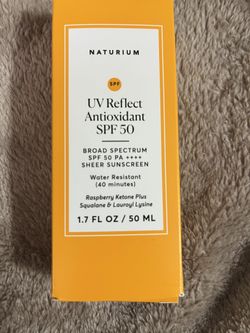 NATURIUM
SPF
UV Reflect
Antioxidant
SPF 50
BROAD SPECTRUM
SPF 50 PA ++++
SHEER SUNSCREEN
Water Resistant
(40 minutes)
Raspberry Ketone Plus
Squalane & Lauroyl Lysine
1.7 FL OZ / 50 ML